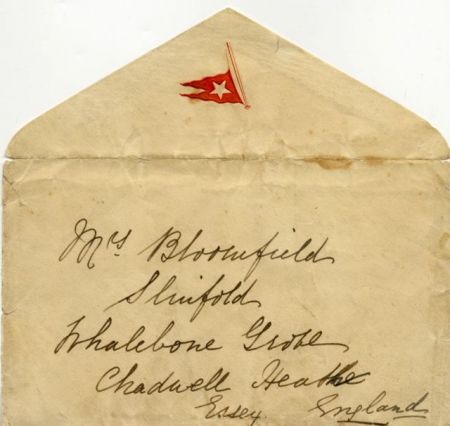 Mrs Bloomfield
Slinfold
Whalebone Grove
Chadwell Heath
Essex. England